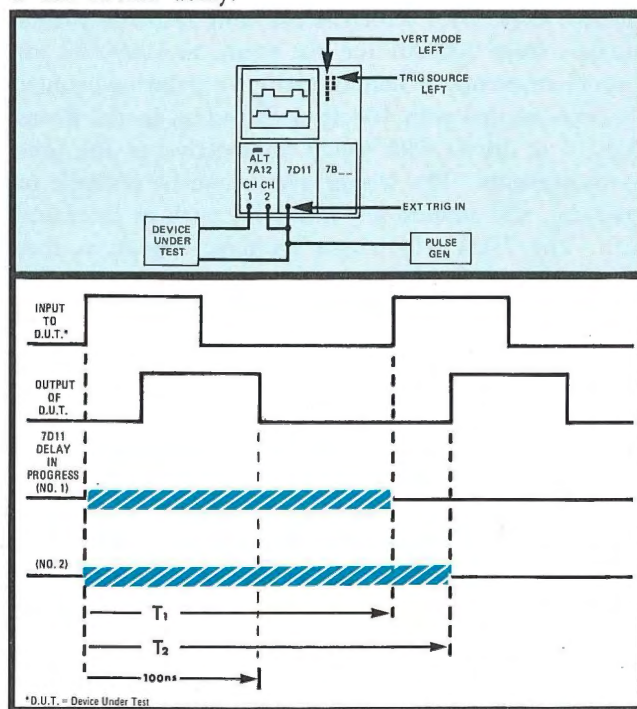 VERT MODE
LEFT
TRIG SOURCE
LEFT
ALT
7A12
CH CH
1 2
7D11
7B__
EXT TRIG IN
DEVICE
UNDER
TEST
PULSE
GEN
INPUT
TO
D.U.T.*
OUTPUT
OF
D.U.T.
7D11
DELAY
IN
PROGRESS
(NO. 1)
(NO. 2)
T1
T2
100ns
*D.U.T. = Device Under Test